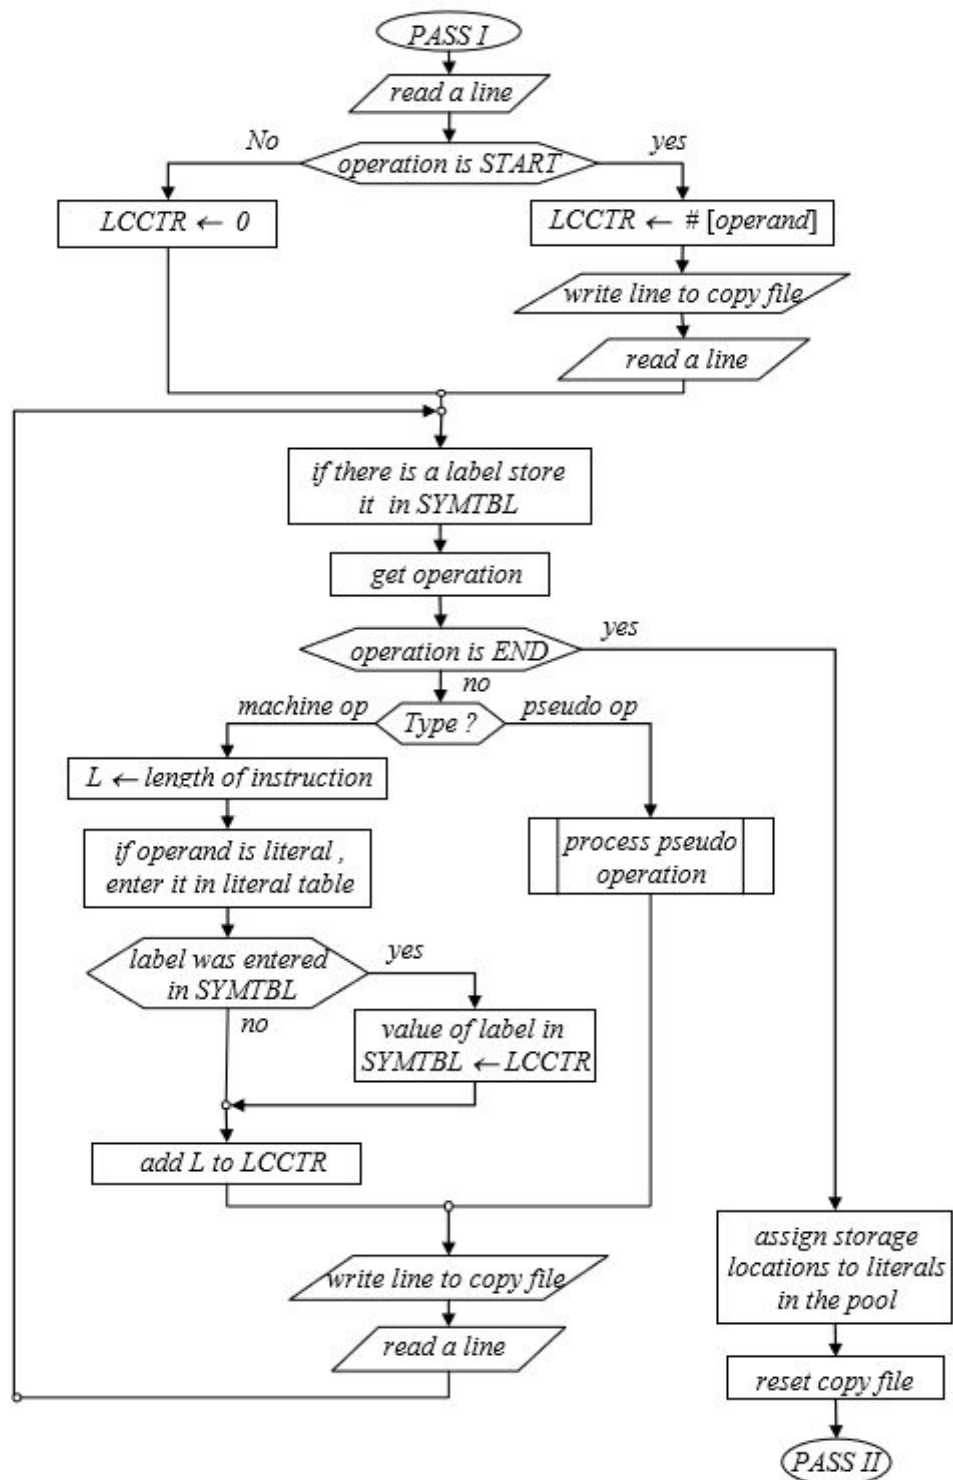 PASS I
read a line
No
yes
operation is START
LCCTR ← 0
LCCTR ← # [operand]
write line to copy file
read a line
if there is a label store
it in SYMTBL
get operation
yes
operation is END
no
machine op
pseudo op
Type ?
L ← length of instruction
process pseudo
operation
if operand is literal ,
enter it in literal table
label was entered
in SYMTBL
yes
no
value of label in
SYMTBL ← LCCTR
add L to LCCTR
assign storage
locations to literals
in the pool
write line to copy file
read a line
reset copy file
PASS II